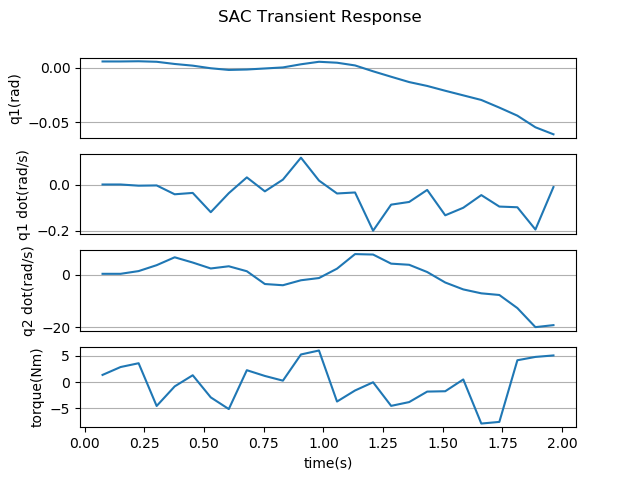 SAC Transient Response
q1(rad)
0.00
−0.05
q1 dot(rad/s)
0.0
−0.2
q2 dot(rad/s)
0
−20
torque(Nm)
5
0
−5
0.00 0.25 0.50 0.75 1.00 1.25 1.50 1.75 2.00
time(s)